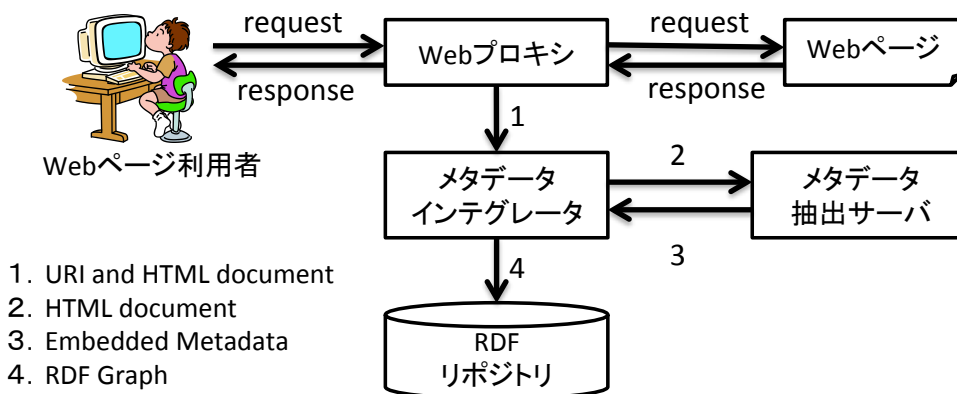 request
Webプロキシ
request
Webページ
response
response
Webページ利用者
1
メタデータ
インテグレータ
2
メタデータ
抽出サーバ
3
4
1. URI and HTML document
2. HTML document
3. Embedded Metadata
4. RDF Graph
RDF
リポジトリ